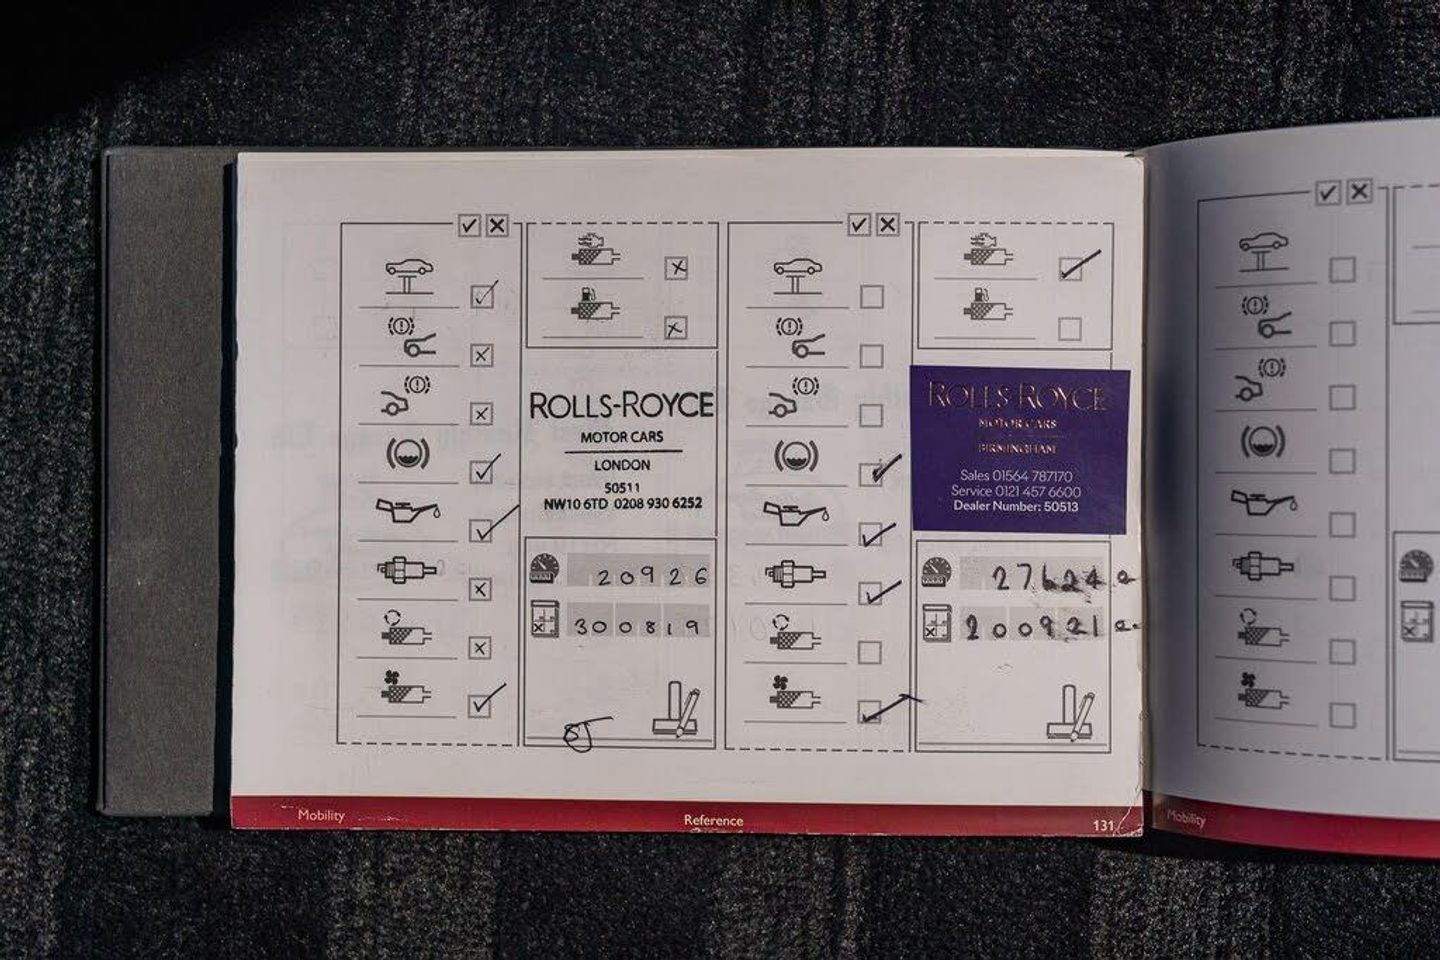 ROLLS-ROYCE
MOTOR CARS
LONDON
50511
NW10 6TD 0208 930 6252
20926
300819
ROLLS-ROYCE
MOTOR CARS
BIRMINGHAM
Sales 01564 787170
Service 0121 457 6600
Dealer Number: 50513
27624
200921
Mobility
Reference
131
Mobility